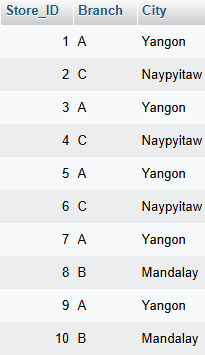 Store_ID Branch City
1 A Yangon
2 C Naypyitaw
3 A Yangon
4 C Naypyitaw
5 A Yangon
6 C Naypyitaw
7 A Yangon
8 B Mandalay
9 A Yangon
10 B Mandalay